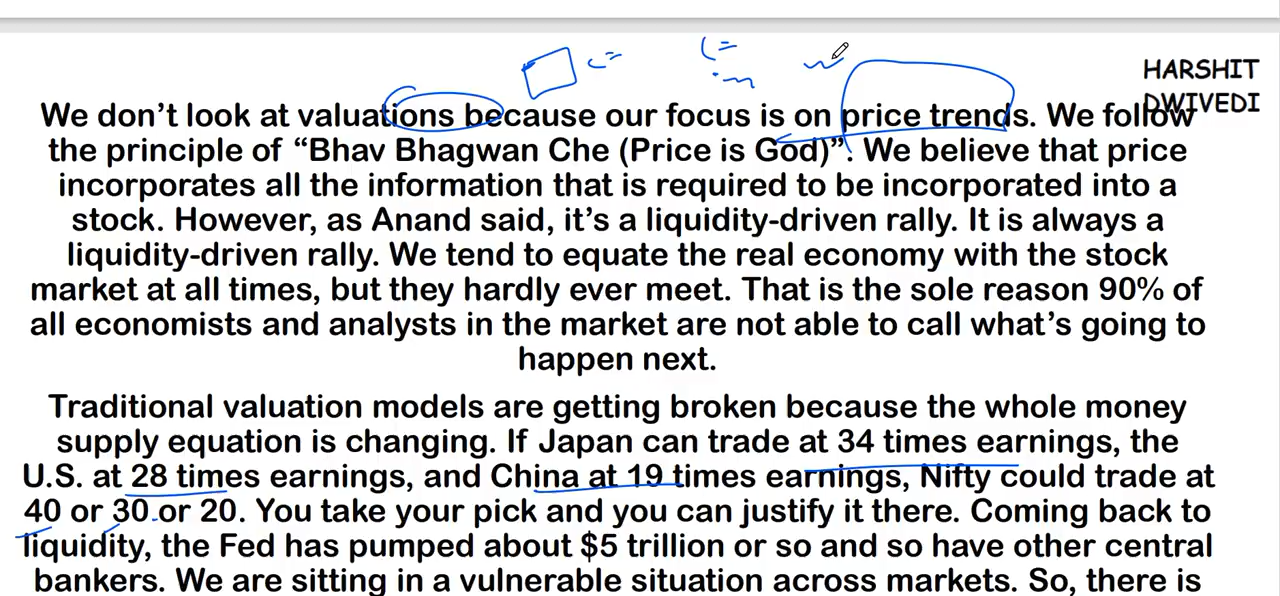 HARSHIT
DWIVEDI
We don't look at valuations because our focus is on price trends. We follow
the principle of “Bhav Bhagwan Che (Price is God)”. We believe that price
incorporates all the information that is required to be incorporated into a
stock. However, as Anand said, it's a liquidity-driven rally. It is always a
liquidity-driven rally. We tend to equate the real economy with the stock
market at all times, but they hardly ever meet. That is the sole reason 90% of
all economists and analysts in the market are not able to call what's going to
happen next.
Traditional valuation models are getting broken because the whole money
supply equation is changing. If Japan can trade at 34 times earnings, the
U.S. at 28 times earnings, and China at 19 times earnings, Nifty could trade at
40 or 30 or 20. You take your pick and you can justify it there. Coming back to
liquidity, the Fed has pumped about $5 trillion or so and so have other central
bankers. We are sitting in a vulnerable situation across markets. So, there is